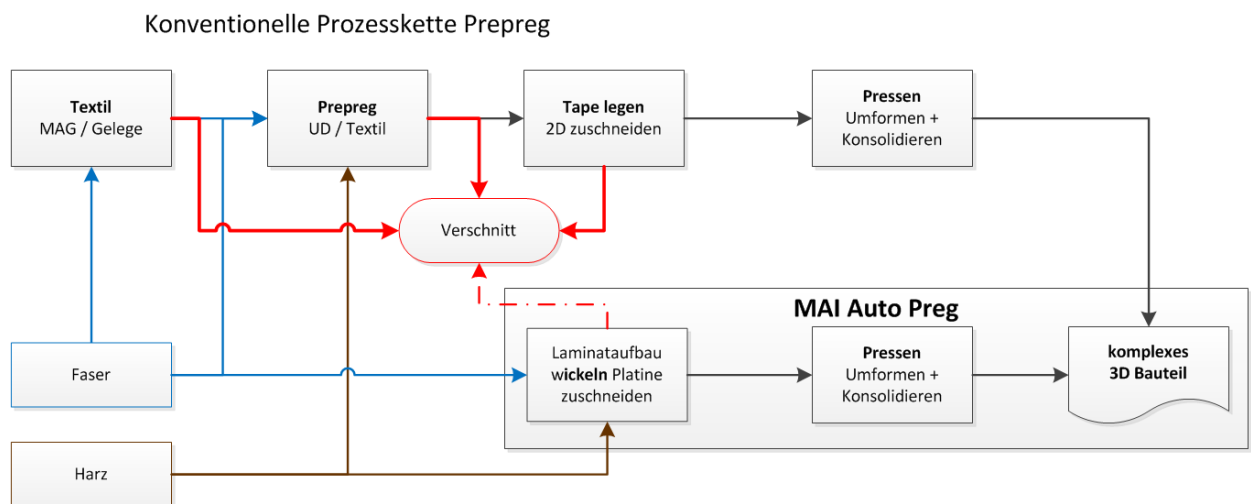 Konventionelle Prozesskette Prepreg
Textil
MAG / Gelege
Prepreg
UD / Textil
Tape legen
2D zuschneiden
Pressen
Umformen +
Konsolidieren
Verschnitt
MAI Auto Preg
Faser
Laminataufbau
wickeln Platine
zuschneiden
Pressen
Umformen +
Konsolidieren
komplexes
3D Bauteil
Harz